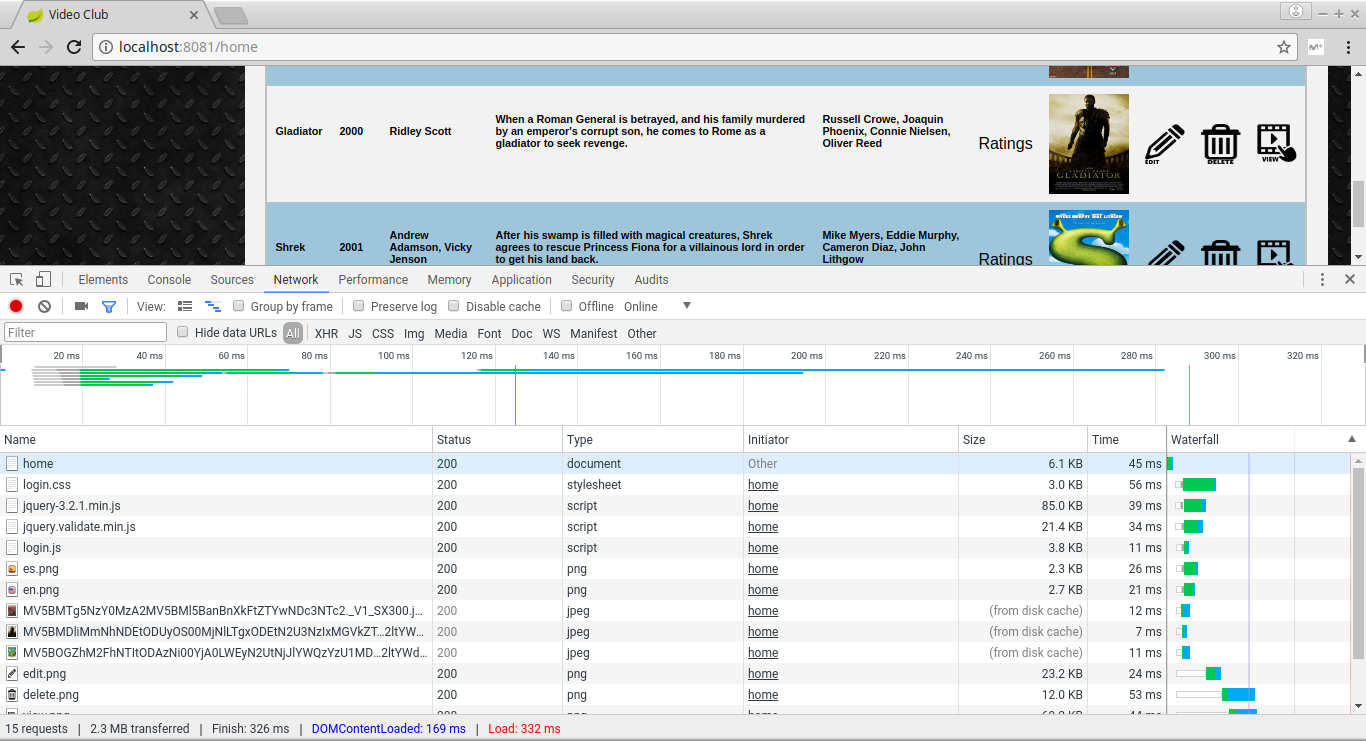 Video Club
localhost:8081/home
Gladiator 2000 Ridley Scott
When a Roman General is betrayed, and his family murdered
by an emperor's corrupt son, he comes to Rome as a
gladiator to seek revenge.
Russell Crowe, Joaquin
Phoenix, Connie Nielsen,
Oliver Reed
Ratings
GLADIATOR
EDIT DELETE VIEW
Shrek 2001
Andrew
Adamson, Vicky
Jenson
After his swamp is filled with magical creatures, Shrek
agrees to rescue Princess Fiona for a villainous lord in order
to get his land back.
Mike Myers, Eddie Murphy,
Cameron Diaz, John
Lithgow
Ratings
Elements Console Sources Network Performance Memory Application Security Audits
View: Group by frame Preserve log Disable cache Offline Online
Filter Hide data URLs All XHR JS CSS Img Media Font Doc WS Manifest Other
20 ms 40 ms 60 ms 80 ms 100 ms 120 ms 140 ms 160 ms 180 ms 200 ms 220 ms 240 ms 260 ms 280 ms 300 ms 320 ms
Name Status Type Initiator Size Time Waterfall
home 200 document Other 6.1 KB 45 ms
login.css 200 stylesheet home 3.0 KB 56 ms
jquery-3.2.1.min.js 200 script home 85.0 KB 39 ms
jquery.validate.min.js 200 script home 21.4 KB 34 ms
login.js 200 script home 3.8 KB 11 ms
es.png 200 png home 2.3 KB 26 ms
en.png 200 png home 2.7 KB 21 ms
MV5BMTg5NzY0MzA2MV5BMl5BanBnXkFtZTYwNDc3NTc2._V1_SX300.j... 200 jpeg home (from disk cache) 12 ms
MV5BMDliMmNhNDEtODUyOS00MjNlLTgxODEtN2U3NzIxMGVkZT...2ltYW... 200 jpeg home (from disk cache) 7 ms
MV5BOGZhM2FhNTItODAzNi00YjA0LWEyN2UtNjJlYWQzYzU1MD...2ltYWd... 200 jpeg home (from disk cache) 11 ms
edit.png 200 png home 23.2 KB 24 ms
delete.png 200 png home 12.0 KB 53 ms
15 requests | 2.3 MB transferred | Finish: 326 ms | DOMContentLoaded: 169 ms | Load: 332 ms